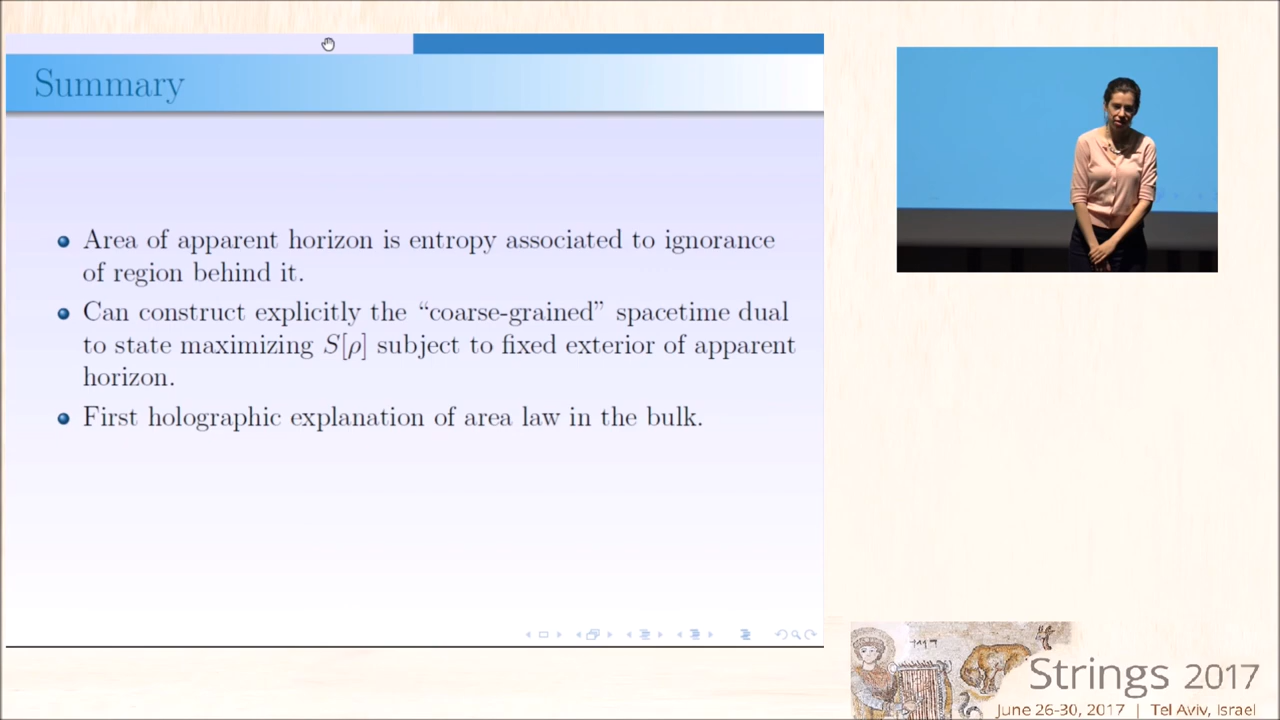 Summary
Area of apparent horizon is entropy associated to ignorance
of region behind it.
Can construct explicitly the “coarse-grained” spacetime dual
to state maximizing S[ρ] subject to fixed exterior of apparent
horizon.
First holographic explanation of area law in the bulk.
Strings 2017
June 26-30, 2017 | Tel Aviv, Israel